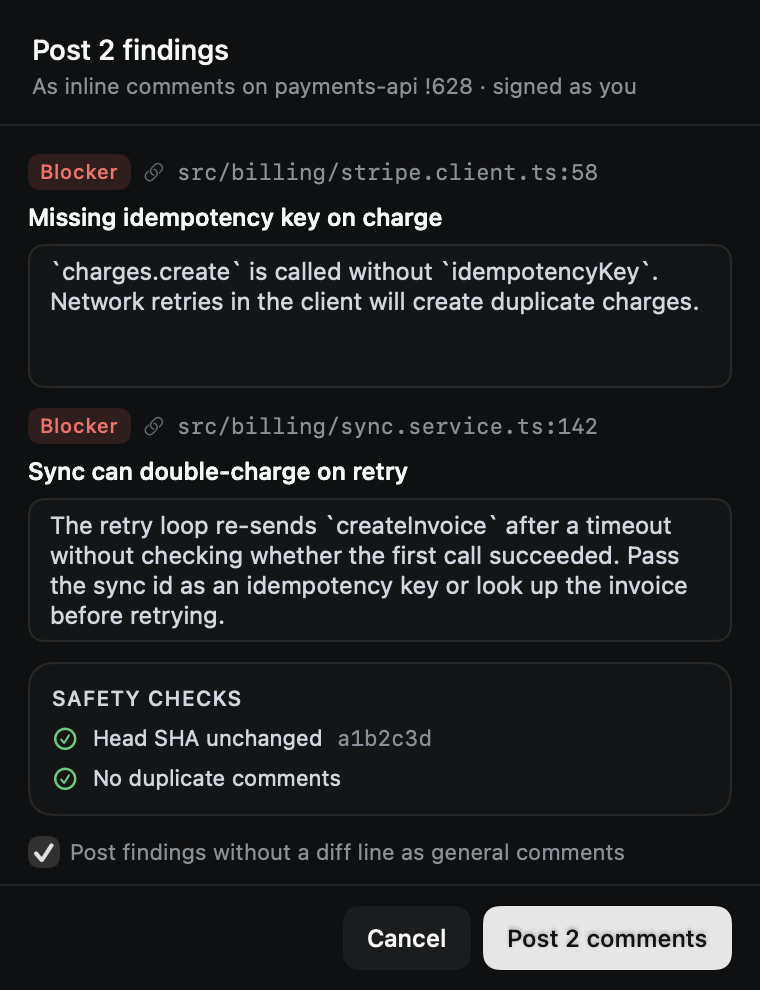 Post 2 findings
As inline comments on payments-api !628 · signed as you
Blocker src/billing/stripe.client.ts:58
Missing idempotency key on charge
`charges.create` is called without `idempotencyKey`.
Network retries in the client will create duplicate charges.
Blocker src/billing/sync.service.ts:142
Sync can double-charge on retry
The retry loop re-sends `createInvoice` after a timeout
without checking whether the first call succeeded. Pass
the sync id as an idempotency key or look up the invoice
before retrying.
SAFETY CHECKS
Head SHA unchanged a1b2c3d
No duplicate comments
Post findings without a diff line as general comments
Cancel Post 2 comments